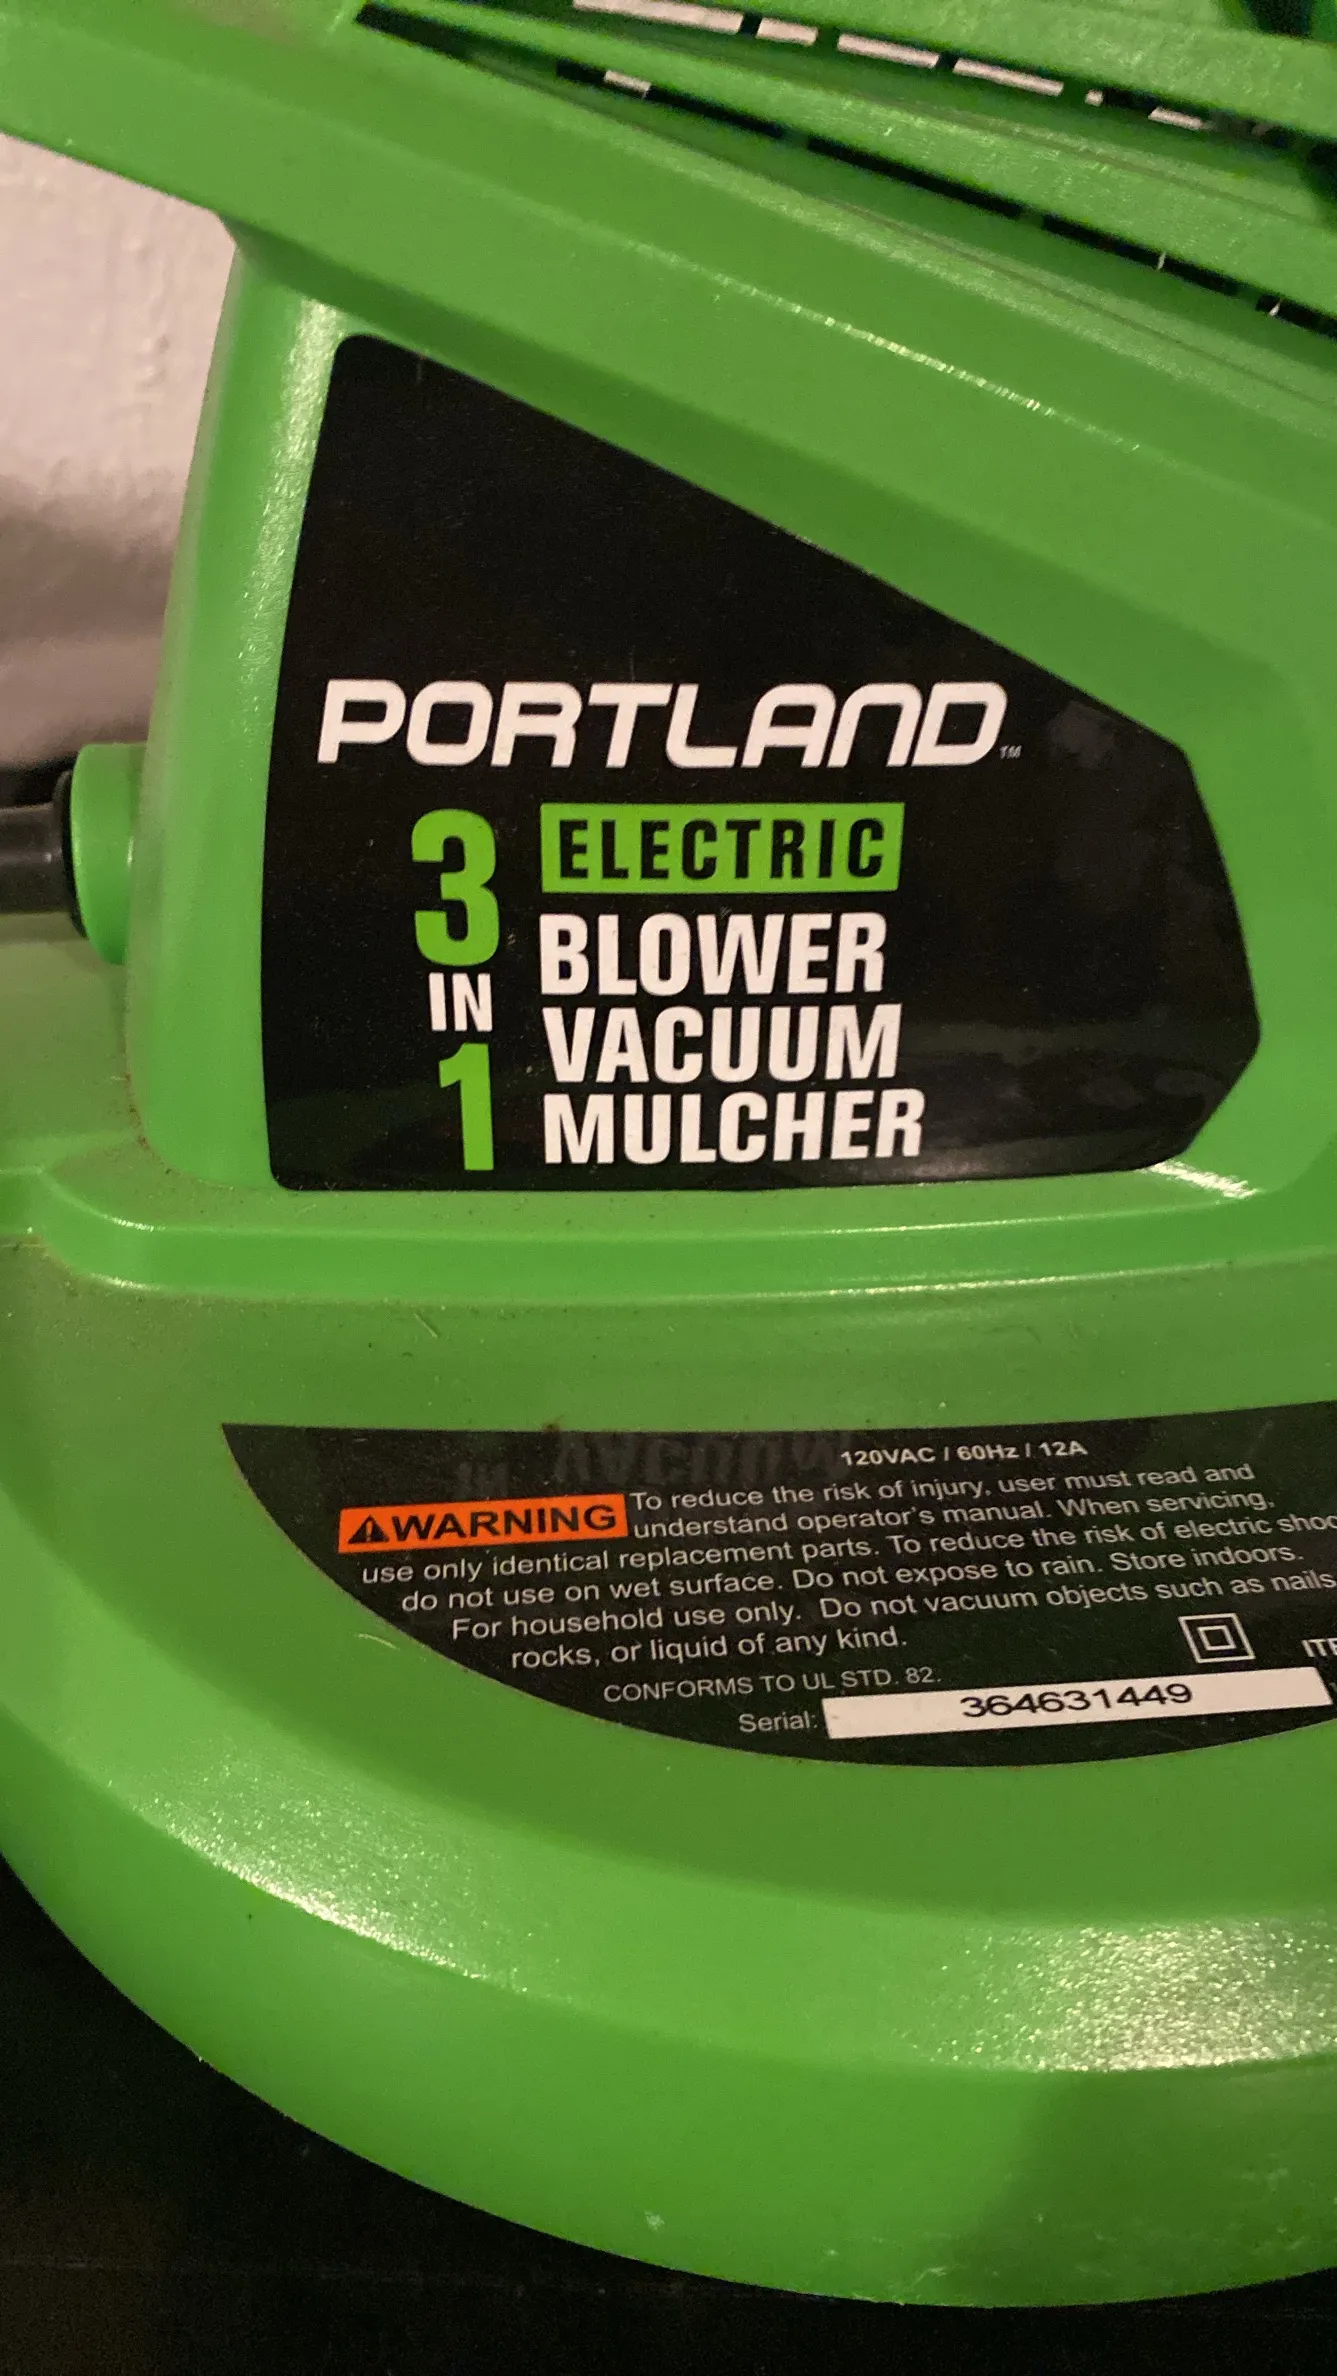 PORTLAND™
3 IN 1
ELECTRIC
BLOWER
VACUUM
MULCHER
120VAC / 60Hz / 12A
⚠WARNING To reduce the risk of injury, user must read and
understand operator's manual. When servicing,
use only identical replacement parts. To reduce the risk of electric shoc
do not use on wet surface. Do not expose to rain. Store indoors.
For household use only. Do not vacuum objects such as nails,
rocks, or liquid of any kind.
CONFORMS TO UL STD. 82.
ITE
Serial: 364631449